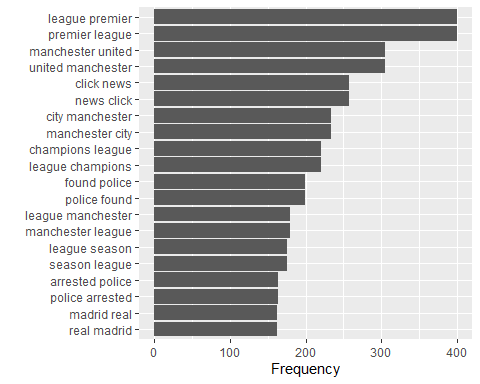 league premier
premier league
manchester united
united manchester
click news
news click
city manchester
manchester city
champions league
league champions
found police
police found
league manchester
manchester league
league season
season league
arrested police
police arrested
madrid real
real madrid
0 100 200 300 400
Frequency